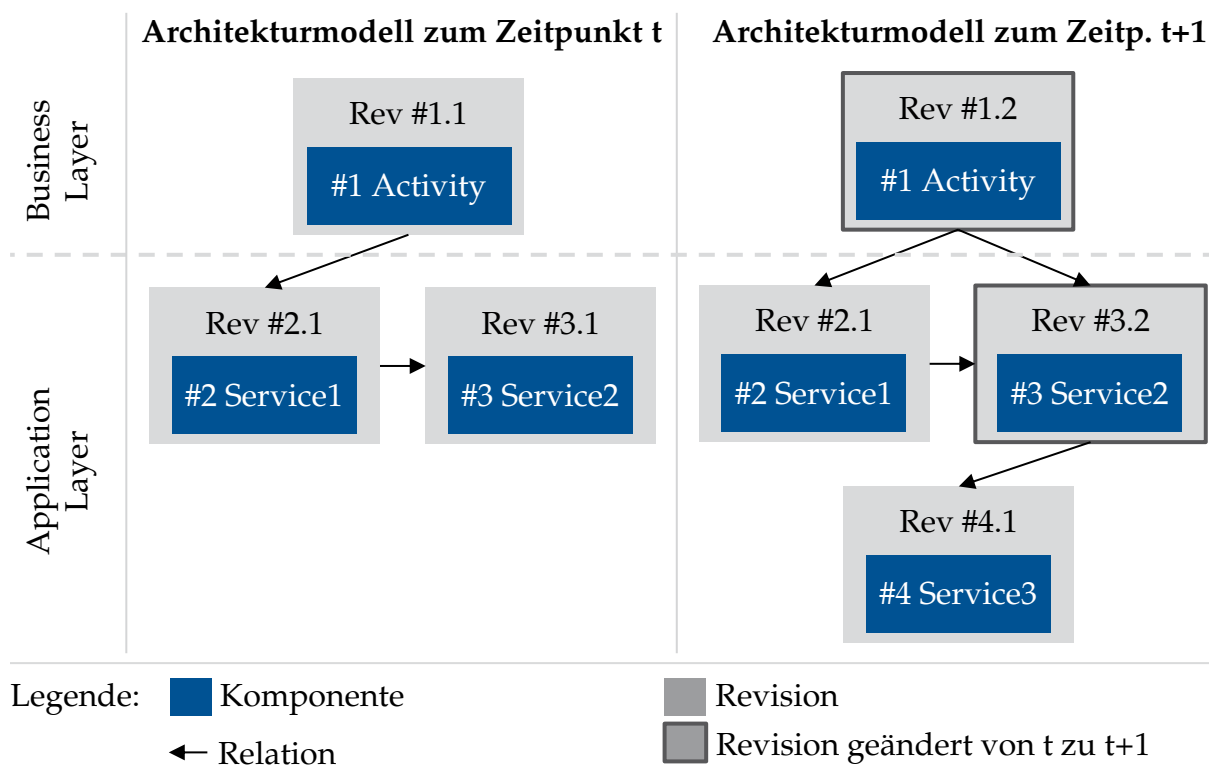 Architekturmodell zum Zeitpunkt t
Architekturmodell zum Zeitp. t+1
Business
Layer
Rev #1.1
#1 Activity
Rev #1.2
#1 Activity
Application
Layer
Rev #2.1
#2 Service1
Rev #3.1
#3 Service2
Rev #2.1
#2 Service1
Rev #3.2
#3 Service2
Rev #4.1
#4 Service3
Legende:
Komponente
Revision
Relation
Revision geändert von t zu t+1